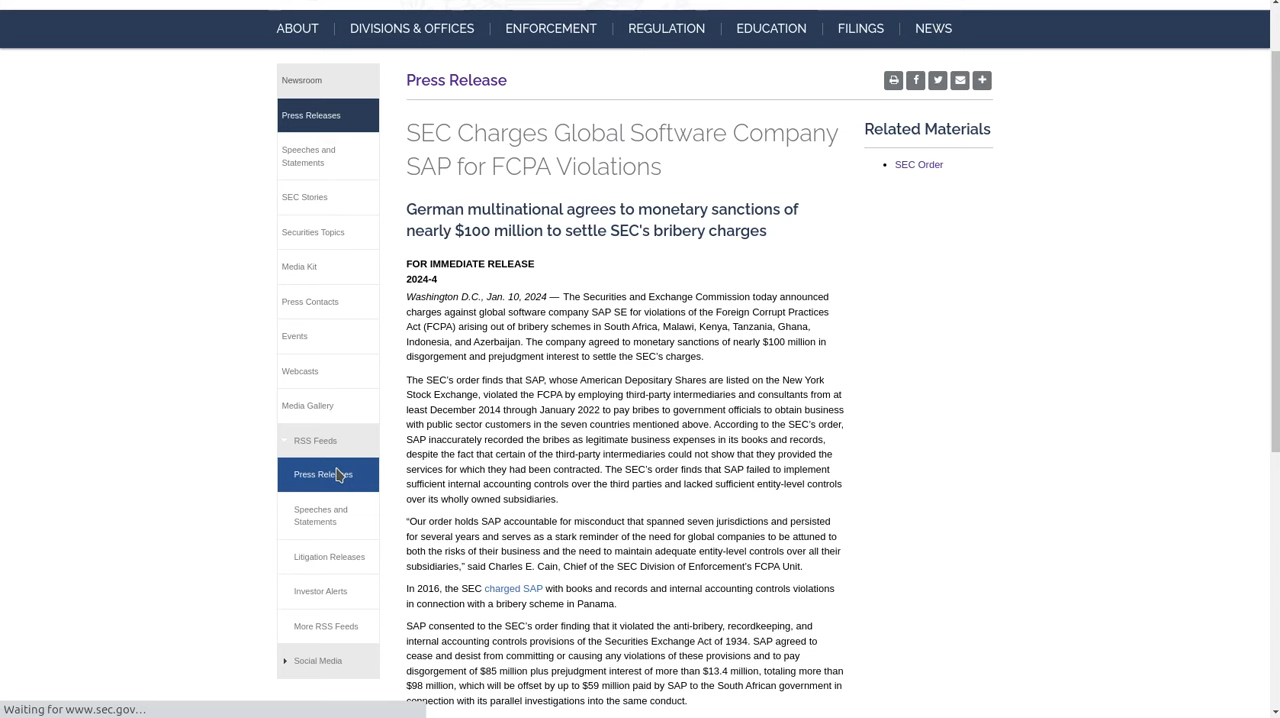 ABOUT DIVISIONS & OFFICES ENFORCEMENT REGULATION EDUCATION FILINGS NEWS
Newsroom
Press Releases
Speeches and
Statements
SEC Stories
Securities Topics
Media Kit
Press Contacts
Events
Webcasts
Media Gallery
RSS Feeds
Press Releases
Speeches and
Statements
Litigation Releases
Investor Alerts
More RSS Feeds
Social Media
Press Release
SEC Charges Global Software Company
SAP for FCPA Violations
German multinational agrees to monetary sanctions of
nearly $100 million to settle SEC’s bribery charges
FOR IMMEDIATE RELEASE
2024-4
Washington D.C., Jan. 10, 2024 — The Securities and Exchange Commission today announced
charges against global software company SAP SE for violations of the Foreign Corrupt Practices
Act (FCPA) arising out of bribery schemes in South Africa, Malawi, Kenya, Tanzania, Ghana,
Indonesia, and Azerbaijan. The company agreed to monetary sanctions of nearly $100 million in
disgorgement and prejudgment interest to settle the SEC’s charges.
The SEC’s order finds that SAP, whose American Depositary Shares are listed on the New York
Stock Exchange, violated the FCPA by employing third-party intermediaries and consultants from at
least December 2014 through January 2022 to pay bribes to government officials to obtain business
with public sector customers in the seven countries mentioned above. According to the SEC’s order,
SAP inaccurately recorded the bribes as legitimate business expenses in its books and records,
despite the fact that certain of the third-party intermediaries could not show that they provided the
services for which they had been contracted. The SEC’s order finds that SAP failed to implement
sufficient internal accounting controls over the third parties and lacked sufficient entity-level controls
over its wholly owned subsidiaries.
“Our order holds SAP accountable for misconduct that spanned seven jurisdictions and persisted
for several years and serves as a stark reminder of the need for global companies to be attuned to
both the risks of their business and the need to maintain adequate entity-level controls over all their
subsidiaries,” said Charles E. Cain, Chief of the SEC Division of Enforcement’s FCPA Unit.
In 2016, the SEC charged SAP with books and records and internal accounting controls violations
in connection with a bribery scheme in Panama.
SAP consented to the SEC’s order finding that it violated the anti-bribery, recordkeeping, and
internal accounting controls provisions of the Securities Exchange Act of 1934. SAP agreed to
cease and desist from committing or causing any violations of these provisions and to pay
disgorgement of $85 million plus prejudgment interest of more than $13.4 million, totaling more than
$98 million, which will be offset by up to $59 million paid by SAP to the South African government in
connection with its parallel investigations into the same conduct.
Related Materials
SEC Order
Waiting for www.sec.gov…